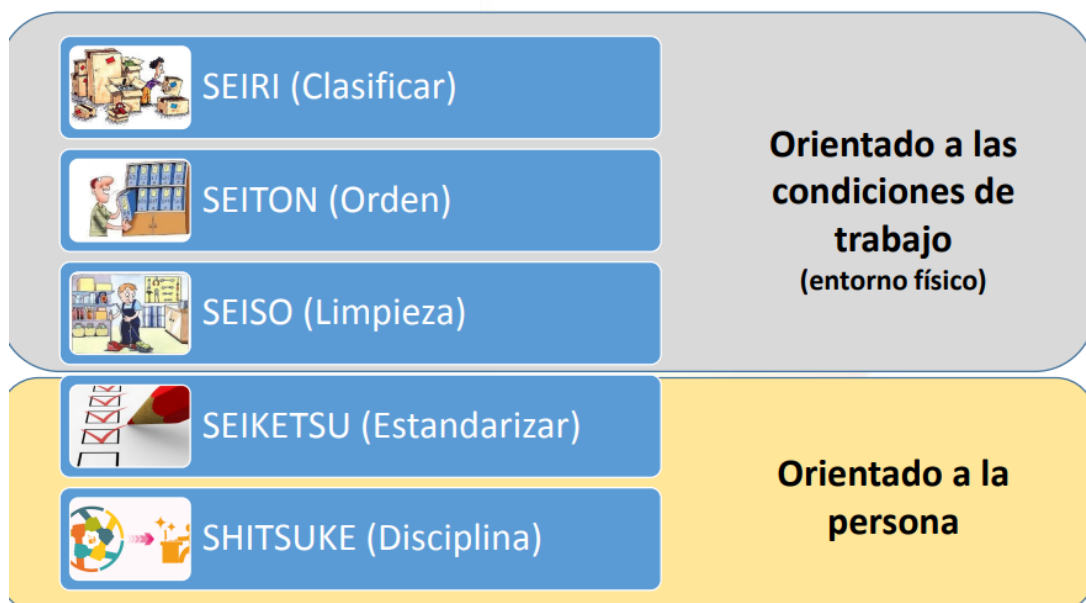 SEIRI (Clasificar)
SEITON (Orden)
SEISO (Limpieza)
Orientado a las
condiciones de
trabajo
(entorno físico)
SEIKETSU (Estandarizar)
SHITSUKE (Disciplina)
Orientado a la
persona